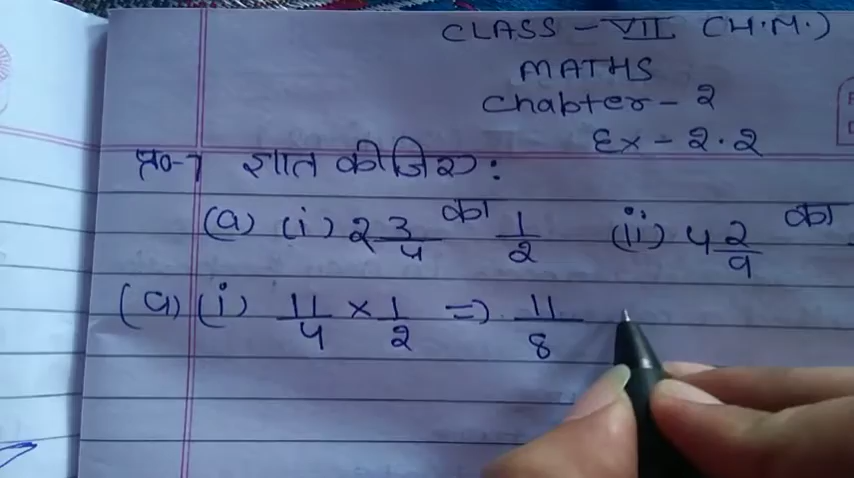 CLASS - VII (H.M.)
MATHS
Chabter - 2
Ex - 2.2
प्र०-7 ज्ञात कीजिए:
(a) (i) 2 3/4 का 1/2 (ii) 4 2/9 का
(a) (i) 11/4 × 1/2 => 11/8